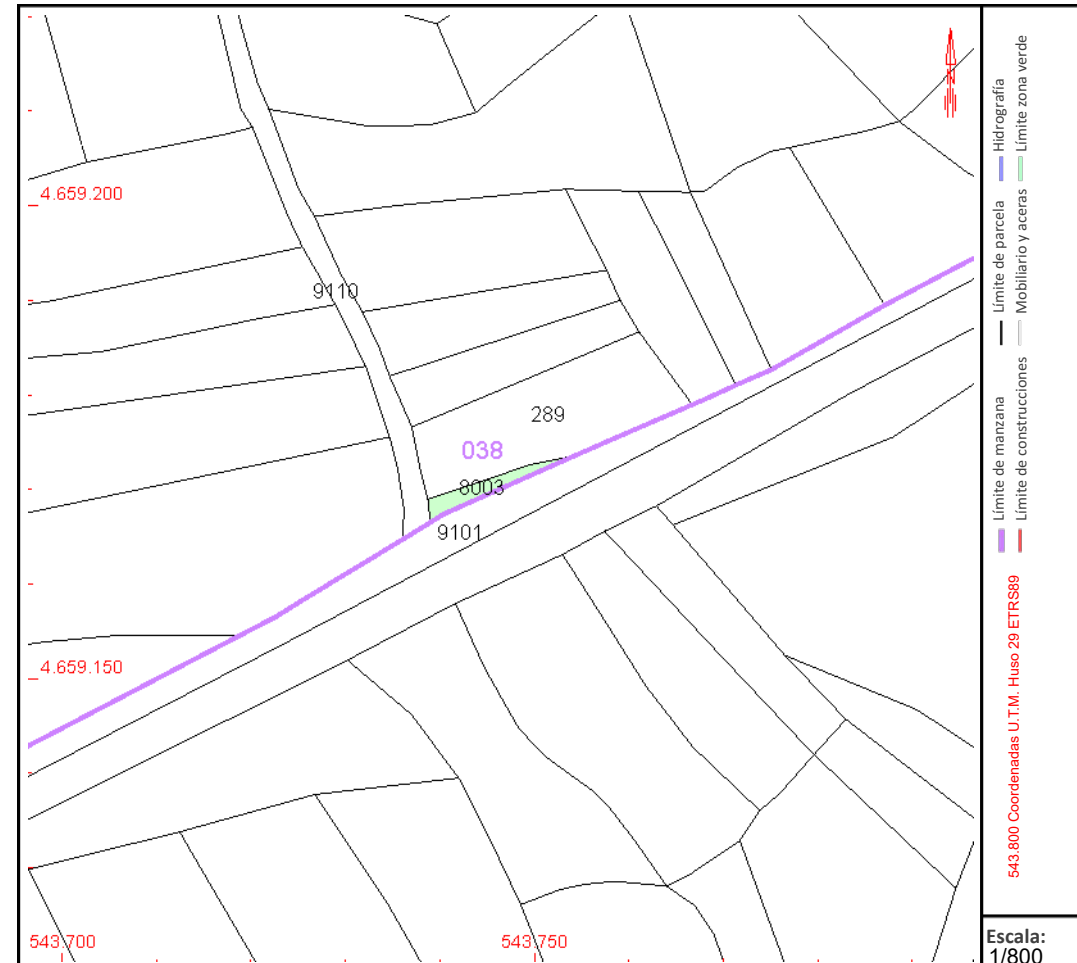 4.659.200
9110
289
038
8003
9101
4.659.150
543.700
543.750
Límite de manzana
Límite de parcela
Hidrografía
Límite de construcciones
Mobiliario y aceras
Límite zona verde
543.800 Coordenadas U.T.M. Huso 29 ETRS89
Escala:
1/800